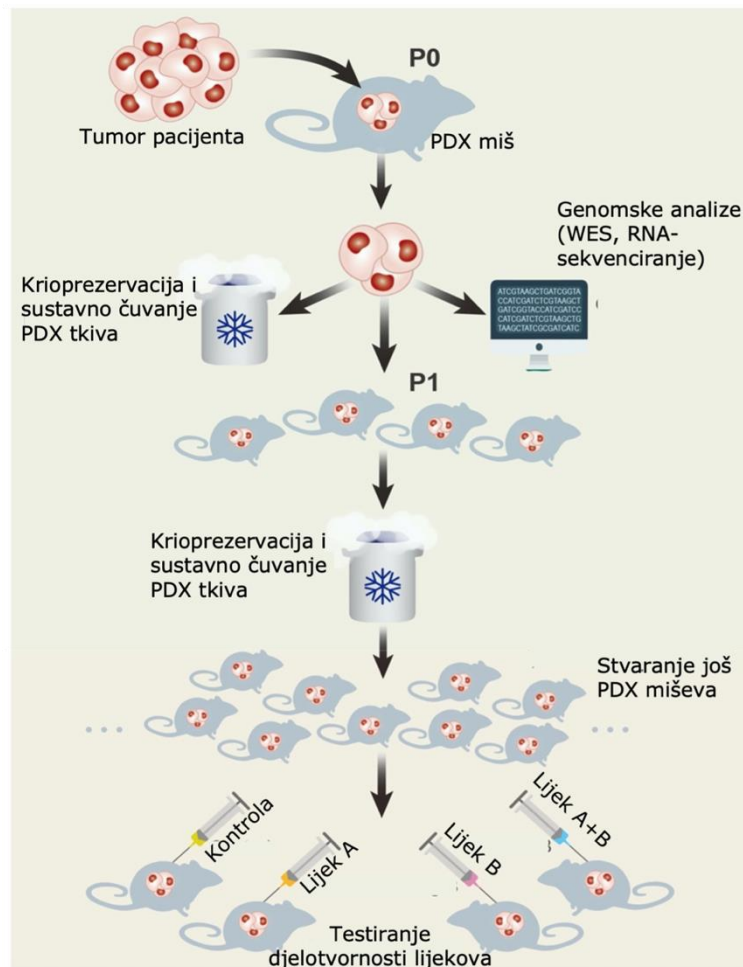 P0
Tumor pacijenta
PDX miš
Genomske analize
(WES, RNA-
sekvenciranje)
Krioprezervacija i
sustavno čuvanje
PDX tkiva
ATCGTAAGCTGATCGGTA
CCATCGATCTCGTAAGCT
GATCGGTACCATCGATCC
CATCGATCTCGTAAGCTG
TAAGCTATCGCGATCATC
P1
Krioprezervacija i
sustavno čuvanje
PDX tkiva
Stvaranje još
PDX miševa
Kontrola
Lijek A
Lijek B
Lijek A+B
Testiranje
djelotvornosti lijekova